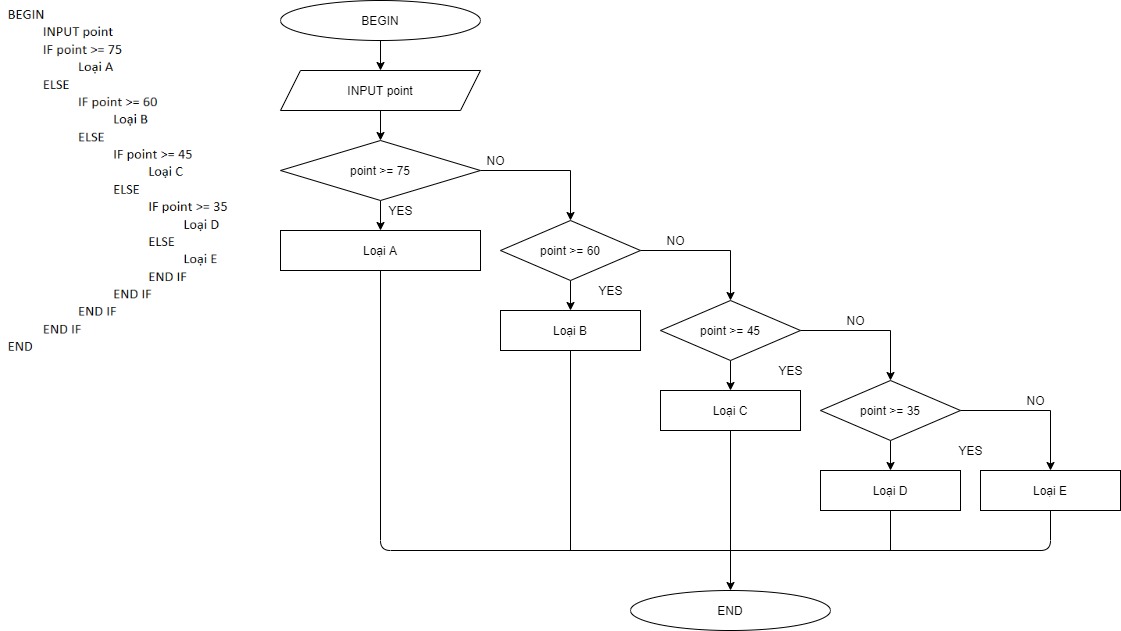 BEGIN
INPUT point
IF point >= 75
Loại A
ELSE
IF point >= 60
Loại B
ELSE
IF point >= 45
Loại C
ELSE
IF point >= 35
Loại D
ELSE
Loại E
END IF
END IF
END IF
END IF
END
BEGIN
INPUT point
point >= 75
NO
YES
Loại A
point >= 60
NO
YES
Loại B
point >= 45
NO
YES
Loại C
point >= 35
NO
YES
Loại D
Loại E
END